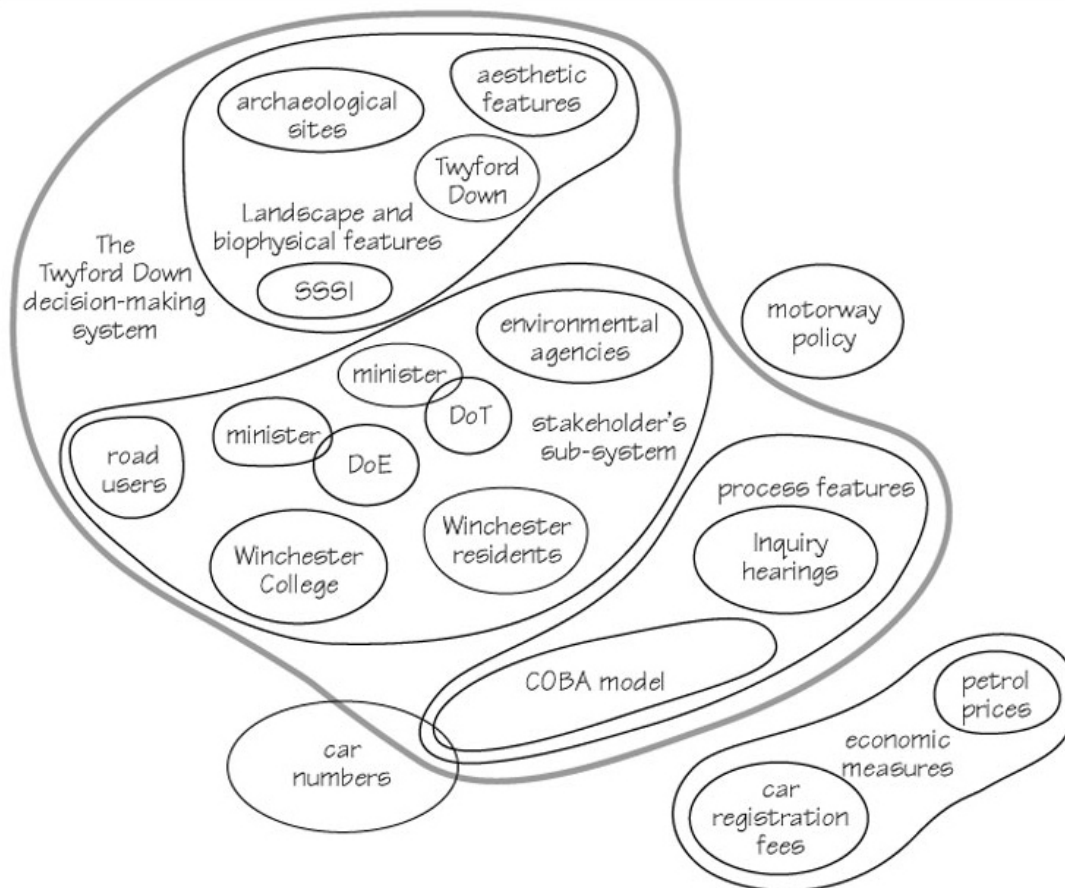 aesthetic
features
archaeological
sites
Twyford
Down
Landscape and
biophysical features
The
Twyford Down
decision-making
system
SSSI
environmental
agencies
motorway
policy
minister
DoT
stakeholder's
sub-system
minister
DoE
road
users
process features
Winchester
residents
Inquiry
hearings
Winchester
College
COBA model
petrol
prices
economic
measures
car
numbers
car
registration
fees